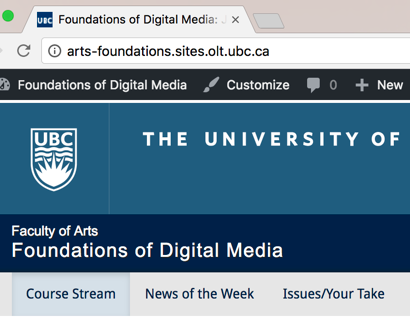 UBC Foundations of Digital Media:
arts-foundations.sites.olt.ubc.ca
Foundations of Digital Media Customize 0 New
UBC THE UNIVERSITY OF
Faculty of Arts
Foundations of Digital Media
Course Stream News of the Week Issues/Your Take